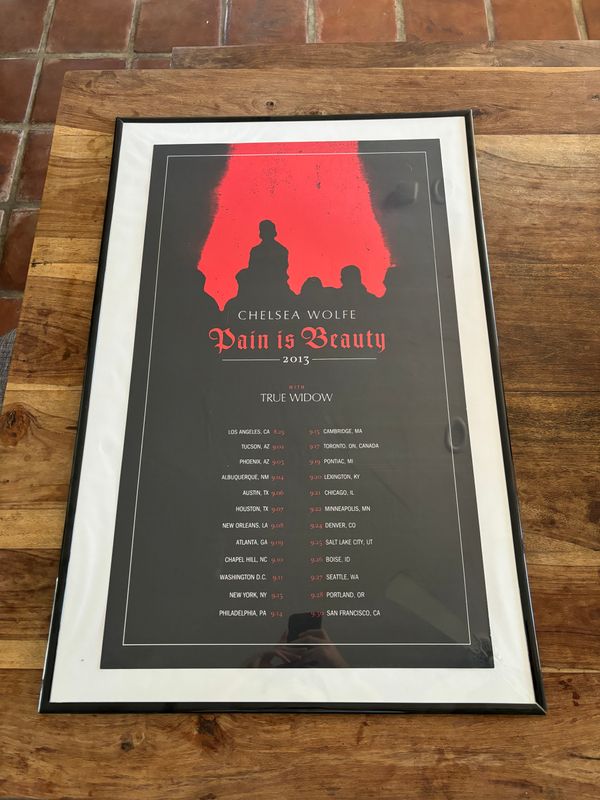 CHELSEA WOLFE
Pain is Beauty
2013
WITH
TRUE WIDOW
LOS ANGELES, CA 8.29
TUCSON, AZ 9.02
PHOENIX, AZ 9.03
ALBUQUERQUE, NM 9.04
AUSTIN, TX 9.06
HOUSTON, TX 9.07
NEW ORLEANS, LA 9.08
ATLANTA, GA 9.09
CHAPEL HILL, NC 9.10
WASHINGTON D.C. 9.11
NEW YORK, NY 9.13
PHILADELPHIA, PA 9.14
9.15 CAMBRIDGE, MA
9.17 TORONTO, ON, CANADA
9.19 PONTIAC, MI
9.20 LEXINGTON, KY
9.21 CHICAGO, IL
9.22 MINNEAPOLIS, MN
9.24 DENVER, CO
9.25 SALT LAKE CITY, UT
9.26 BOISE, ID
9.27 SEATTLE, WA
9.28 PORTLAND, OR
9.30 SAN FRANCISCO, CA